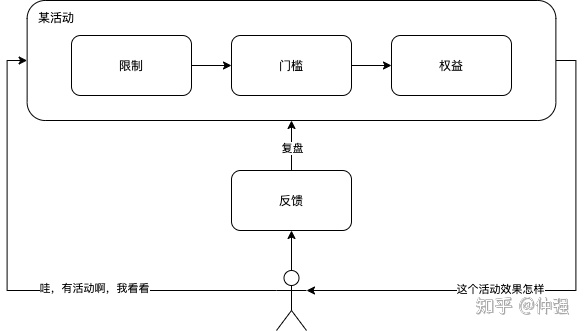 某活动
限制
门槛
权益
复盘
反馈
哇，有活动啊，我看看
这个活动效果怎样
知乎 @仲强